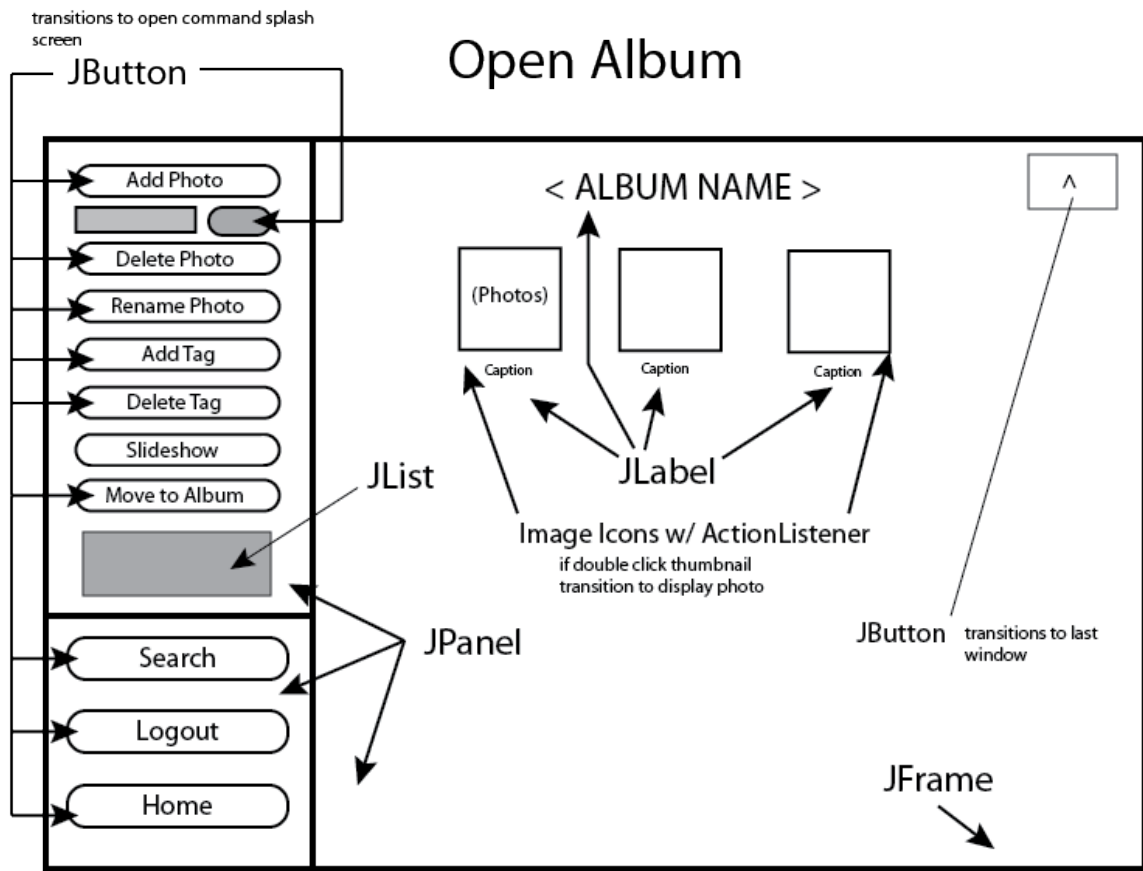 transitions to open command splash
screen
JButton
Open Album
Add Photo
Delete Photo
Rename Photo
Add Tag
Delete Tag
Slideshow
Move to Album
Search
Logout
Home
< ALBUM NAME >
^
(Photos)
Caption
Caption
Caption
JList
JLabel
Image Icons w/ ActionListener
if double click thumbnail
transition to display photo
JPanel
JButton
transitions to last
window
JFrame